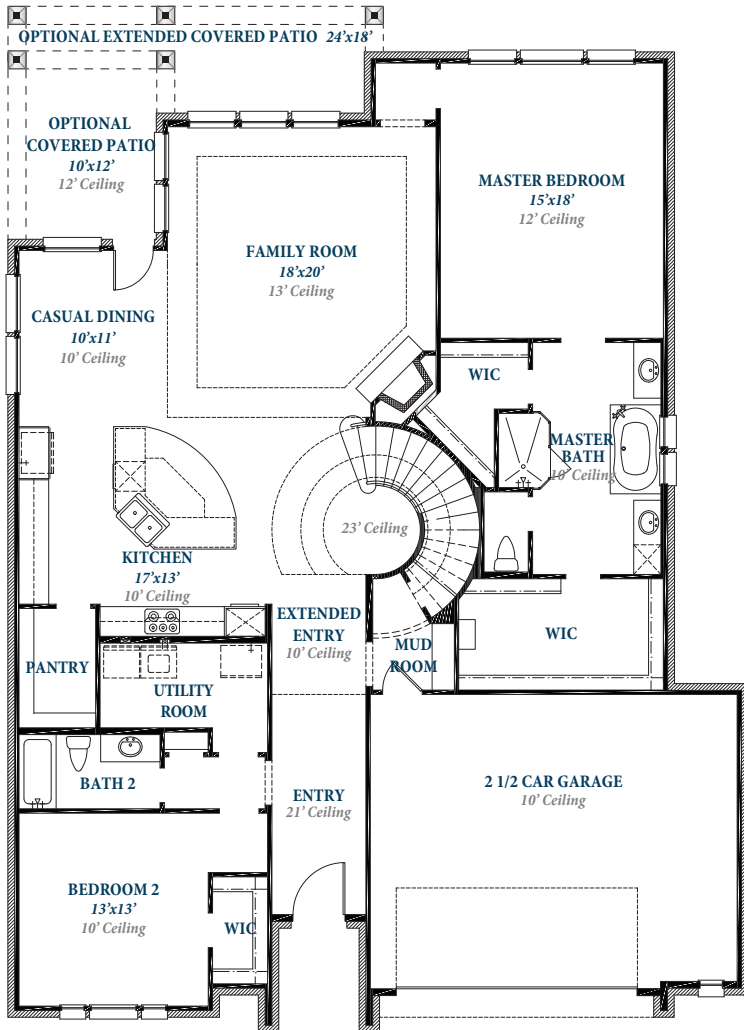 OPTIONAL EXTENDED COVERED PATIO 24'x18'
OPTIONAL
COVERED PATIO
10'x12'
12' Ceiling
MASTER BEDROOM
15'x18'
12' Ceiling
FAMILY ROOM
18'x20'
13' Ceiling
CASUAL DINING
10'x11'
10' Ceiling
WIC
MASTER
BATH
10' Ceiling
23' Ceiling
KITCHEN
17'x13'
10' Ceiling
EXTENDED
ENTRY
10' Ceiling
MUD
ROOM
WIC
PANTRY
UTILITY
ROOM
BATH 2
ENTRY
21' Ceiling
2 1/2 CAR GARAGE
10' Ceiling
BEDROOM 2
13'x13'
10' Ceiling
WIC